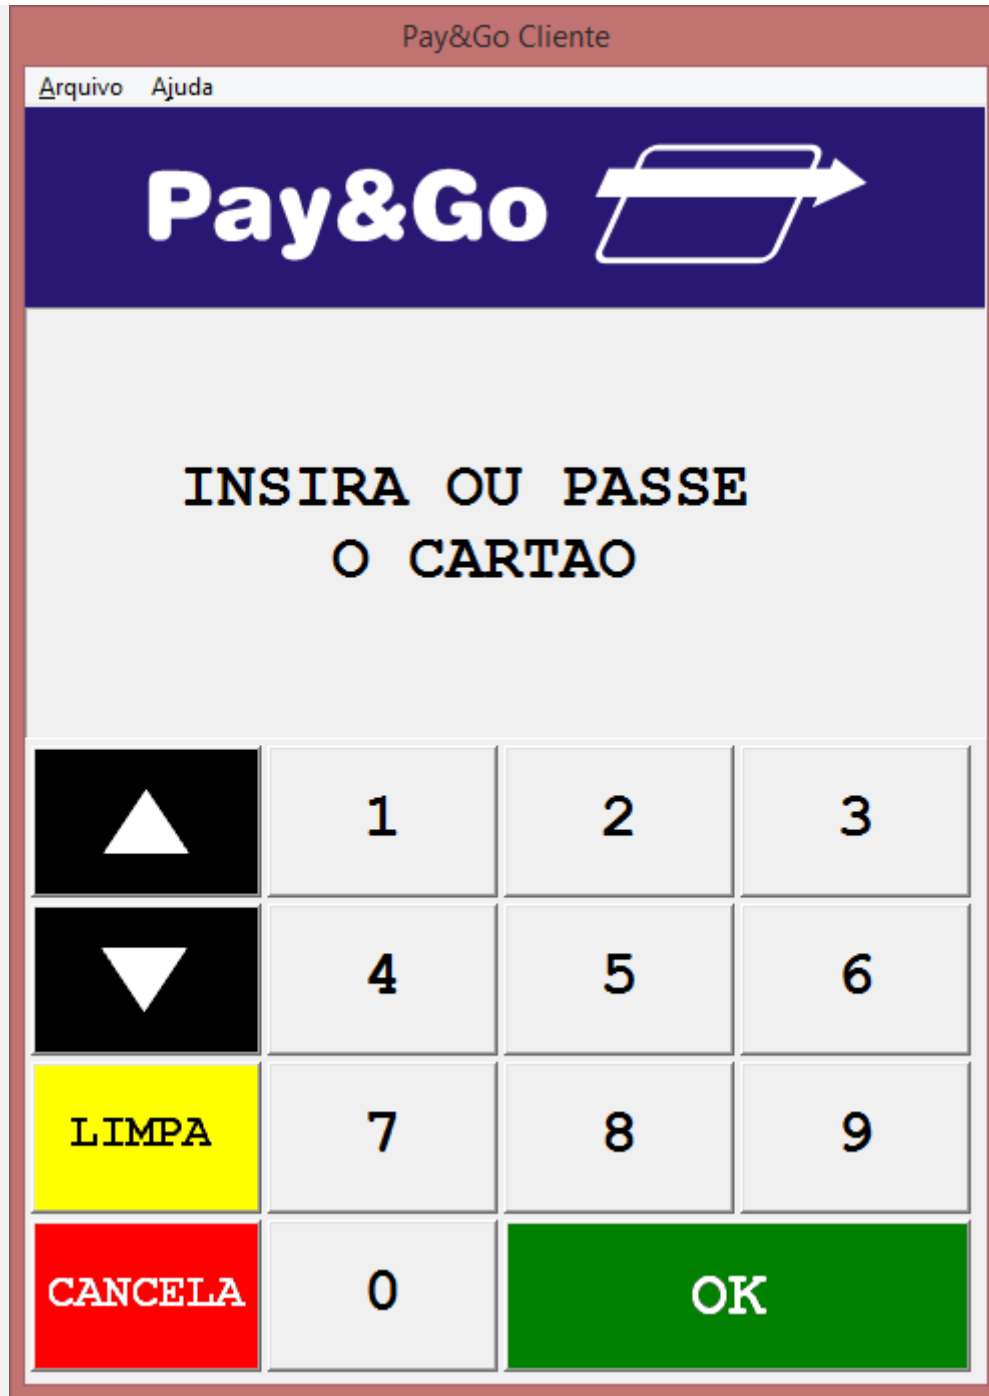 Pay&Go Cliente
Arquivo Ajuda
Pay&Go
INSIRA OU PASSE
O CARTAO
1 2 3
4 5 6
LIMPA 7 8 9
CANCELA 0 OK